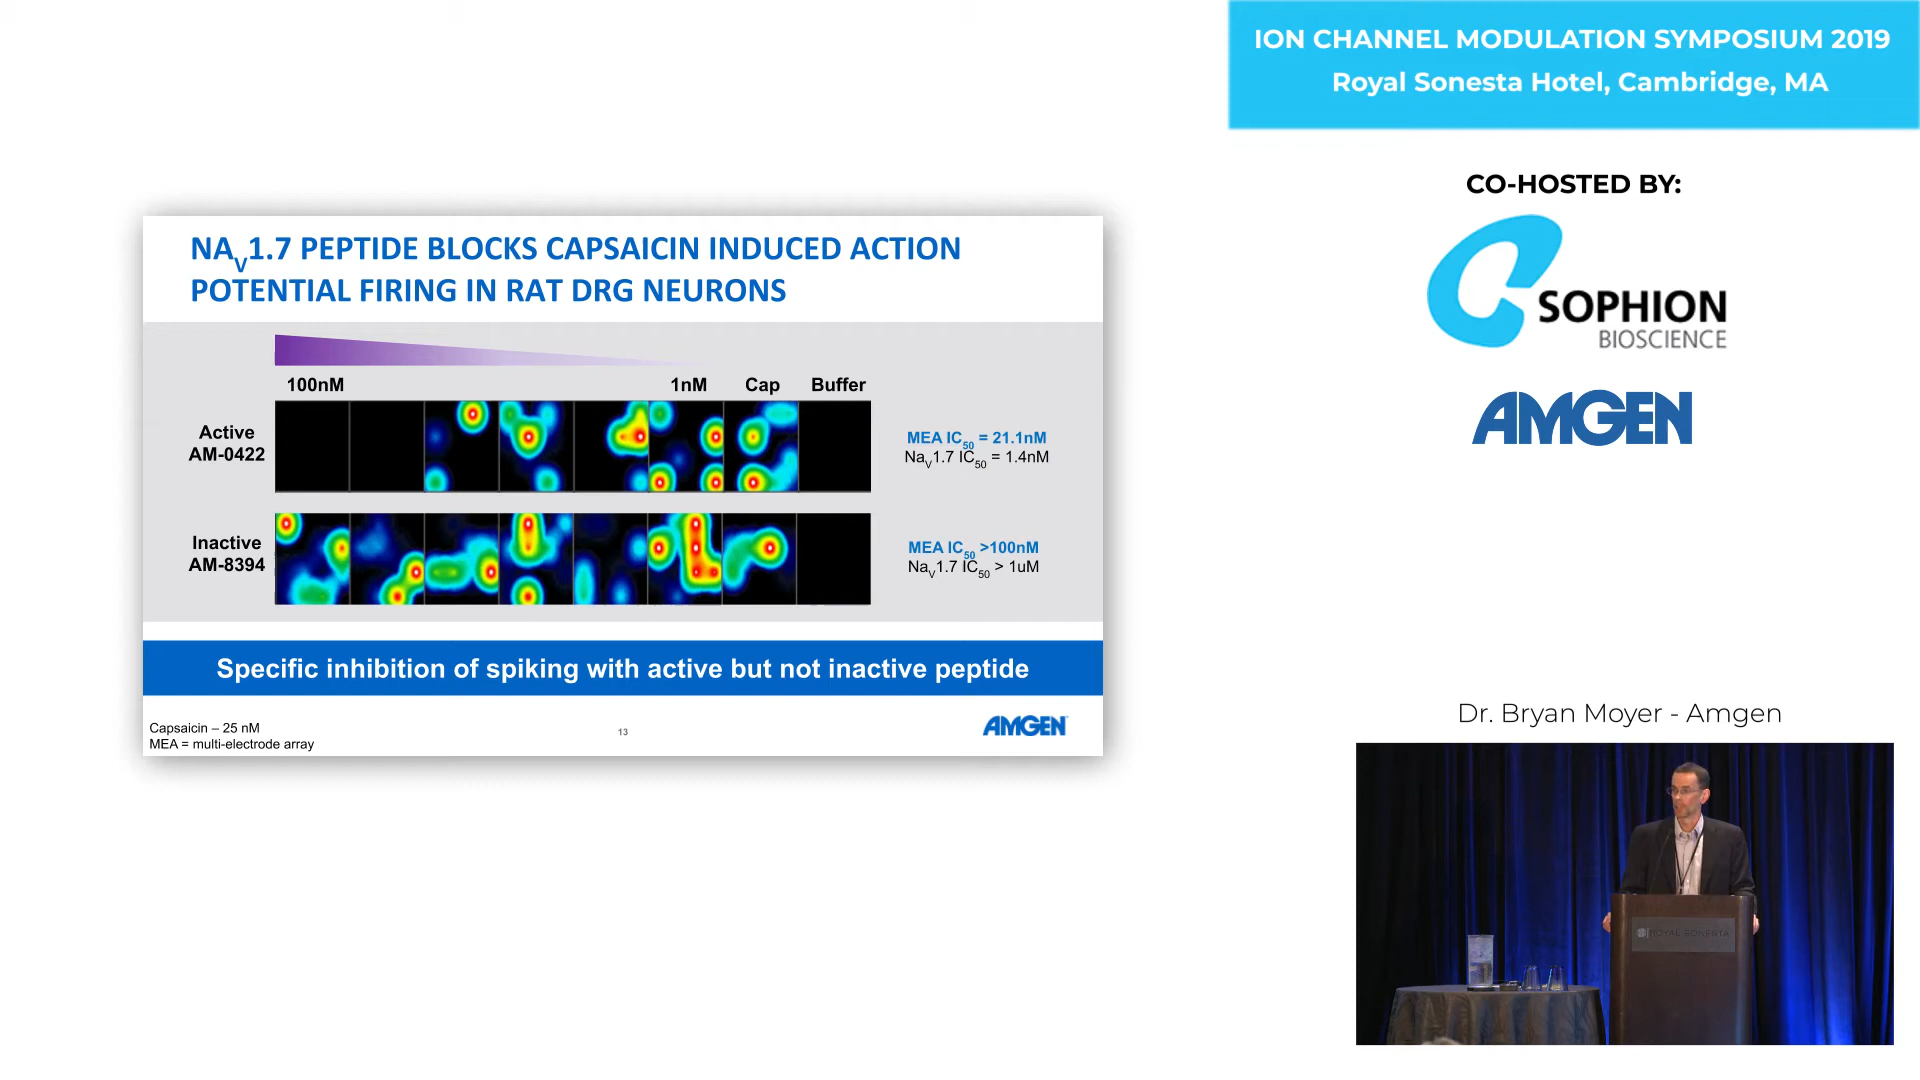 ION CHANNEL MODULATION SYMPOSIUM 2019
Royal Sonesta Hotel, Cambridge, MA
CO-HOSTED BY:
SOPHION
BIOSCIENCE
AMGEN
NAV1.7 PEPTIDE BLOCKS CAPSAICIN INDUCED ACTION
POTENTIAL FIRING IN RAT DRG NEURONS
100nM 1nM Cap Buffer
Active
AM-0422
MEA IC50 = 21.1nM
NaV1.7 IC50 = 1.4nM
Inactive
AM-8394
MEA IC50 >100nM
NaV1.7 IC50 > 1uM
Specific inhibition of spiking with active but not inactive peptide
Capsaicin – 25 nM
MEA = multi-electrode array
13
AMGEN
Dr. Bryan Moyer - Amgen
ROYAL SONESTA